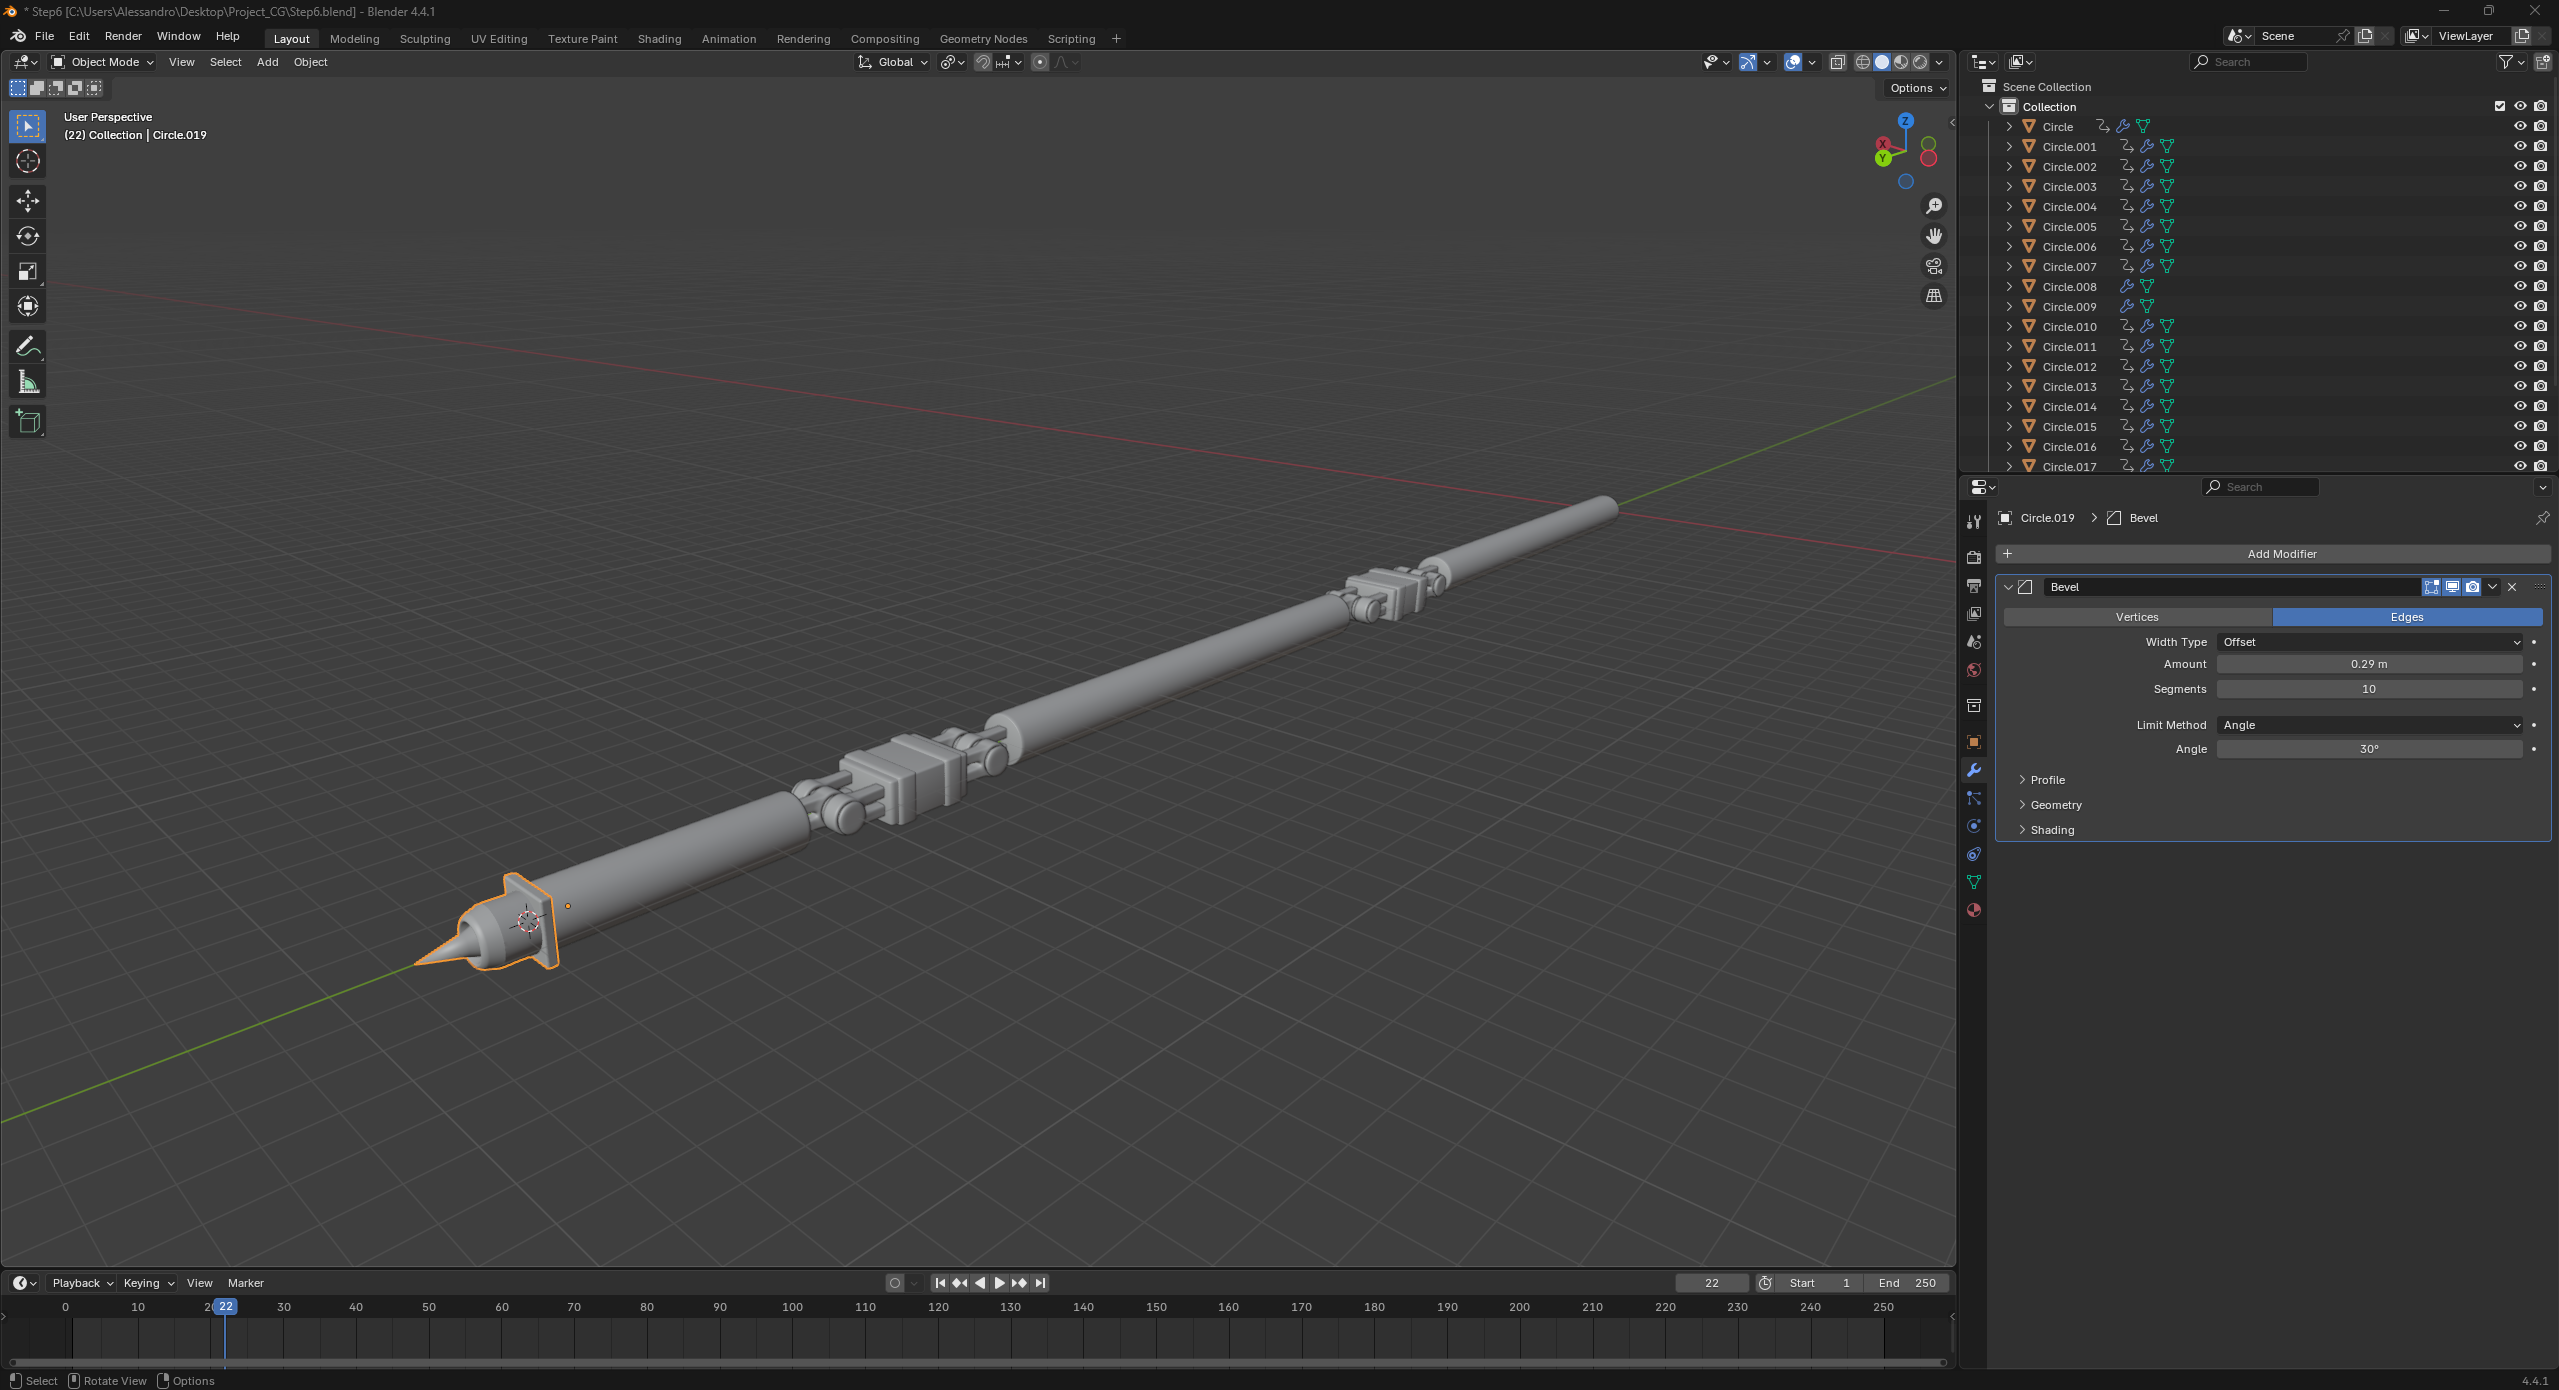 * Step6 [C:\Users\Alessandro\Desktop\Project_CG\Step6.blend] - Blender 4.4.1
File Edit Render Window Help Layout Modeling Sculpting UV Editing Texture Paint Shading Animation Rendering Compositing Geometry Nodes Scripting + Scene ViewLayer
Object Mode View Select Add Object Global
Options
User Perspective
(22) Collection | Circle.019
Z
X
Y
Search
Scene Collection
Collection
Circle
Circle.001
Circle.002
Circle.003
Circle.004
Circle.005
Circle.006
Circle.007
Circle.008
Circle.009
Circle.010
Circle.011
Circle.012
Circle.013
Circle.014
Circle.015
Circle.016
Circle.017
Search
Circle.019 > Bevel
+ Add Modifier
Bevel
Vertices Edges
Width Type Offset
Amount 0.29 m
Segments 10
Limit Method Angle
Angle 30°
Profile
Geometry
Shading
Playback Keying View Marker 22 Start 1 End 250
0 10 22 30 40 50 60 70 80 90 100 110 120 130 140 150 160 170 180 190 200 210 220 230 240 250
Select Rotate View Options 4.4.1